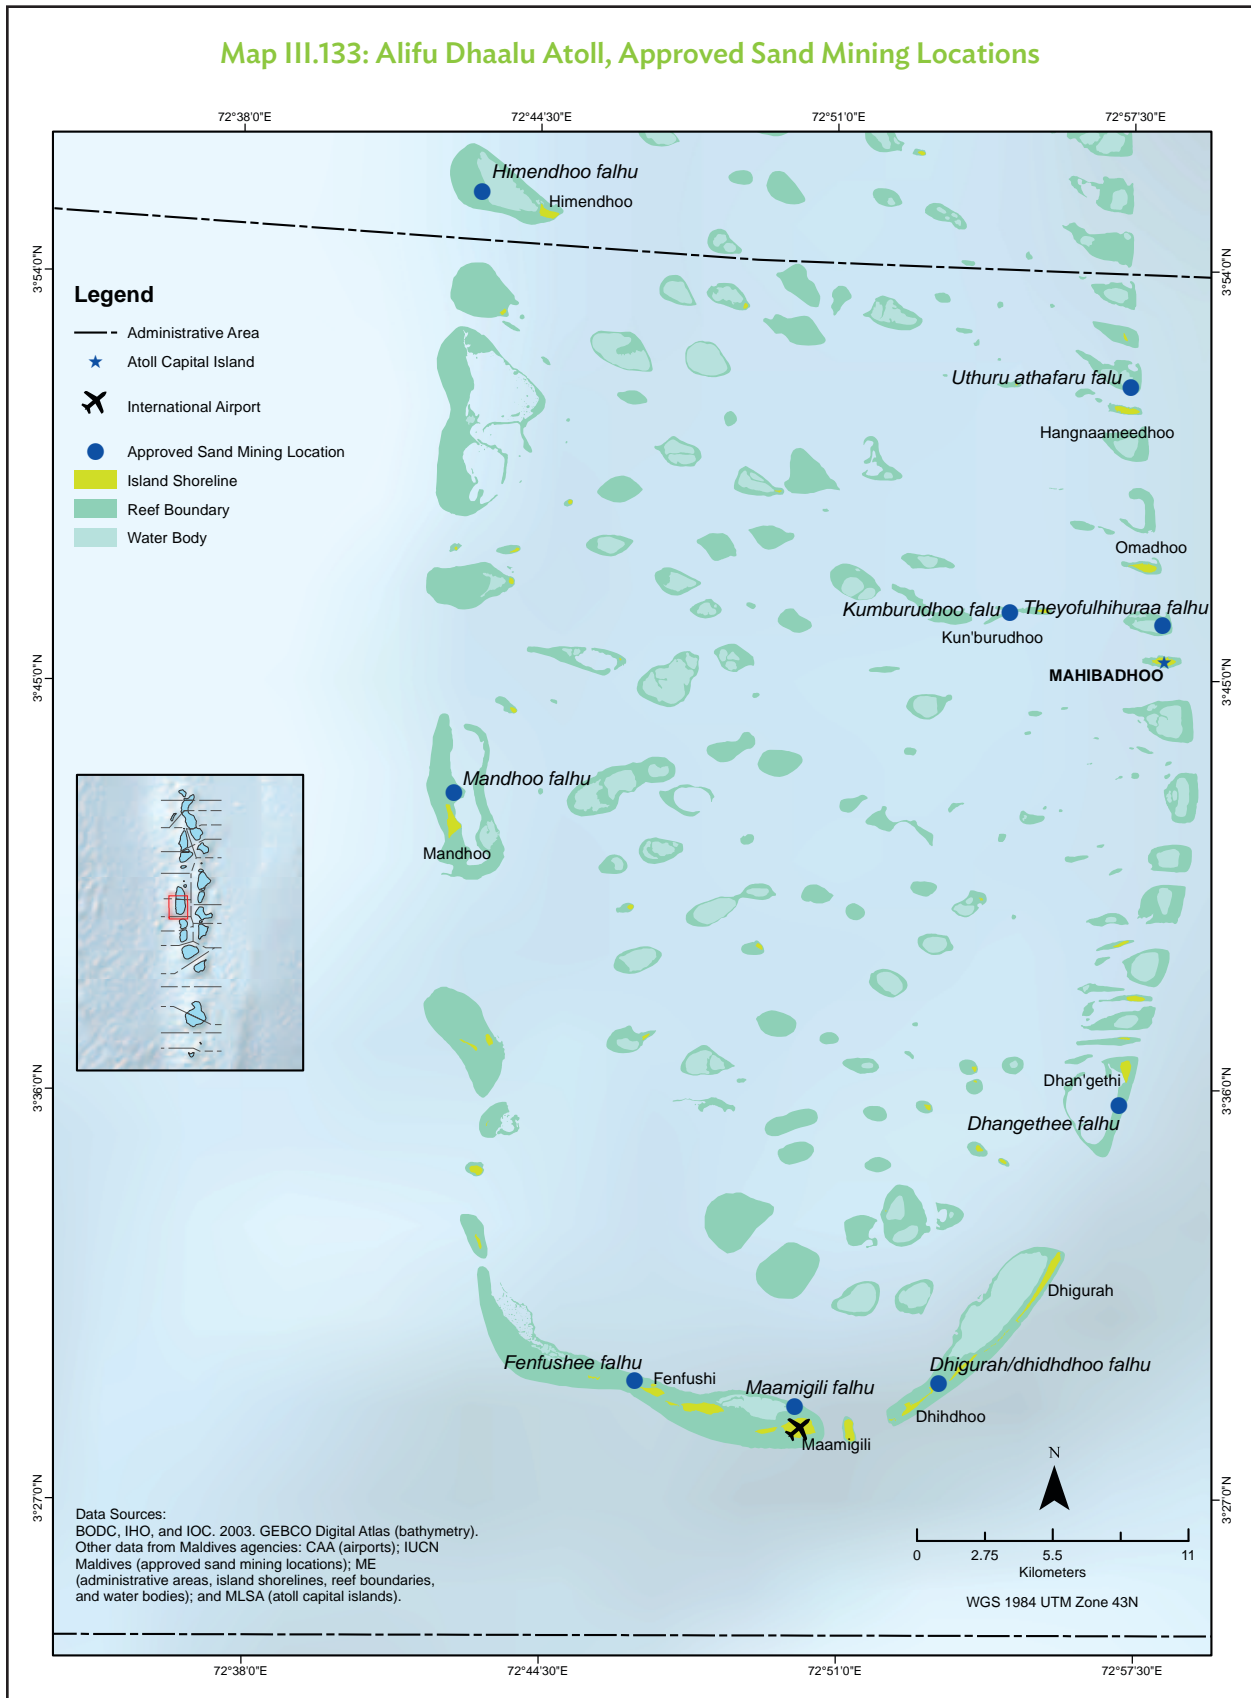 Map III.133: Alifu Dhaalu Atoll, Approved Sand Mining Locations
72°38'0"E
72°44'30"E
72°51'0"E
72°57'30"E
Himendhoo falhu
Himendhoo
3°54'0"N
3°54'0"N
Legend
Administrative Area
Atoll Capital Island
International Airport
Approved Sand Mining Location
Island Shoreline
Reef Boundary
Water Body
Uthuru athafaru falu
Hangnaameedhoo
Omadhoo
Kumburudhoo falu
Theyofulhihuraa falhu
Kun'burudhoo
MAHIBADHOO
3°45'0"N
3°45'0"N
Mandhoo falhu
Mandhoo
Dhan'gethi
3°36'0"N
3°36'0"N
Dhangethee falhu
Dhigurah
Fenfushee falhu
Fenfushi
Dhigurah/dhidhdhoo falhu
Maamigili falhu
Dhihdhoo
Maamigili
N
3°27'0"N
3°27'0"N
Data Sources:
BODC, IHO, and IOC. 2003. GEBCO Digital Atlas (bathymetry).
Other data from Maldives agencies: CAA (airports); IUCN
Maldives (approved sand mining locations); ME
(administrative areas, island shorelines, reef boundaries,
and water bodies); and MLSA (atoll capital islands).
0 2.75 5.5 11
Kilometers
WGS 1984 UTM Zone 43N
72°38'0"E
72°44'30"E
72°51'0"E
72°57'30"E